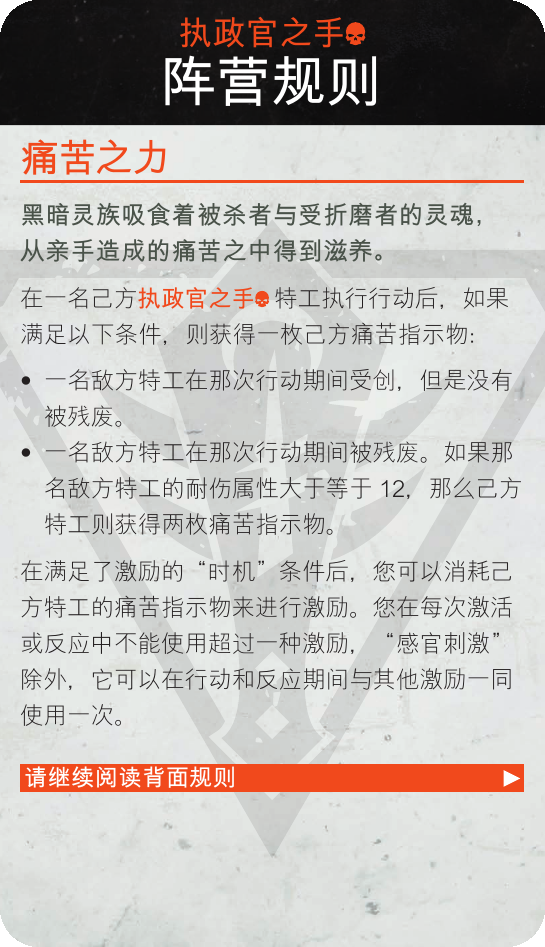 执政官之手
阵营规则
痛苦之力
黑暗灵族吸食着被杀者与受折磨者的灵魂，
从亲手造成的痛苦之中得到滋养。
在一名己方执政官之手特工执行行动后，如果
满足以下条件，则获得一枚己方痛苦指示物：
• 一名敌方特工在那次行动期间受创，但是没有
被残废。
• 一名敌方特工在那次行动期间被残废。如果那
名敌方特工的耐伤属性大于等于 12，那么己方
特工则获得两枚痛苦指示物。
在满足了激励的“时机”条件后，您可以消耗己
方特工的痛苦指示物来进行激励。您在每次激活
或反应中不能使用超过一种激励，“感官刺激”
除外，它可以在行动和反应期间与其他激励一同
使用一次。
请继续阅读背面规则 ▶